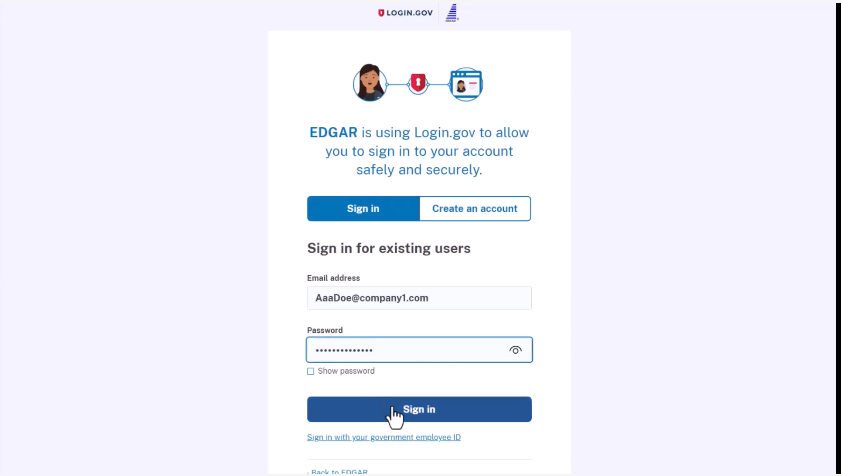 LOGIN.GOV
EDGAR is using Login.gov to allow
you to sign in to your account
safely and securely.
Sign in
Create an account
Sign in for existing users
Email address
AaaDoe@company1.com
Password
••••••••••••••
Show password
Sign in
Sign in with your government employee ID
‹ Back to EDGAR